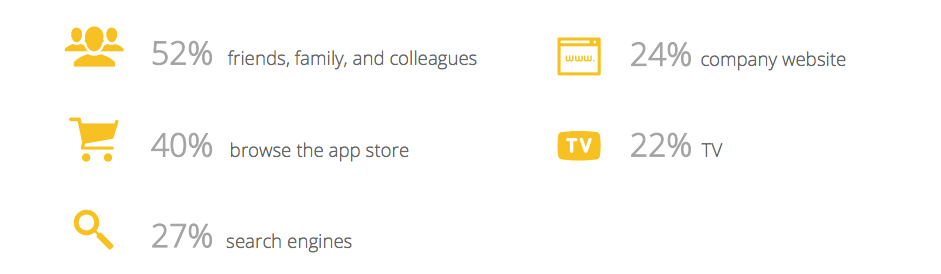 52% friends, family, and colleagues
40% browse the app store
27% search engines
www. 24% company website
TV 22% TV